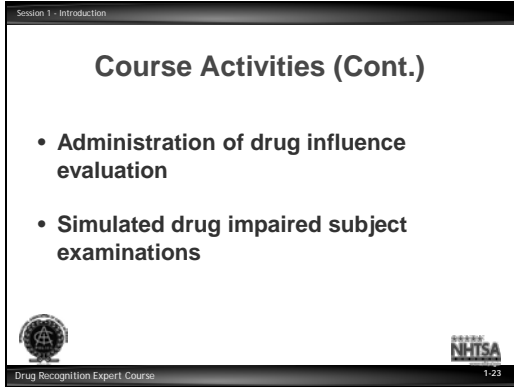 Session 1 - Introduction
Course Activities (Cont.)
• Administration of drug influence
evaluation
• Simulated drug impaired subject
examinations
NHTSA
Drug Recognition Expert Course
1-23